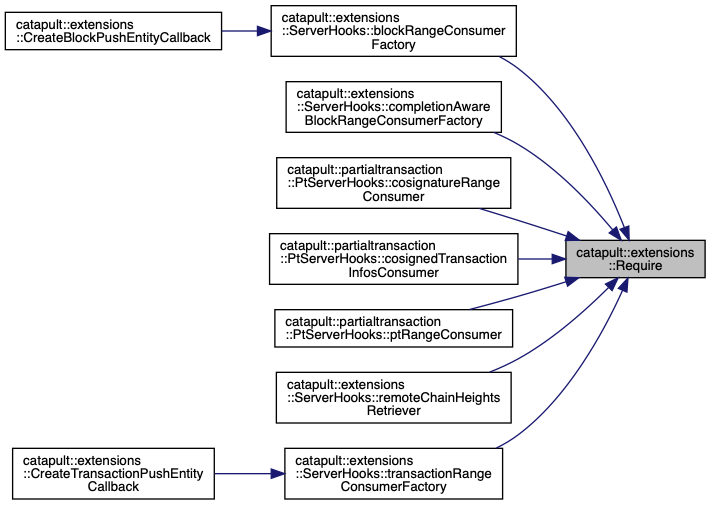 catapult::extensions
::CreateBlockPushEntityCallback
catapult::extensions
::ServerHooks::blockRangeConsumer
Factory
catapult::extensions
::ServerHooks::completionAware
BlockRangeConsumerFactory
catapult::partialtransaction
::PtServerHooks::cosignatureRange
Consumer
catapult::partialtransaction
::PtServerHooks::cosignedTransaction
InfosConsumer
catapult::extensions
::Require
catapult::partialtransaction
::PtServerHooks::ptRangeConsumer
catapult::extensions
::ServerHooks::remoteChainHeights
Retriever
catapult::extensions
::CreateTransactionPushEntity
Callback
catapult::extensions
::ServerHooks::transactionRange
ConsumerFactory